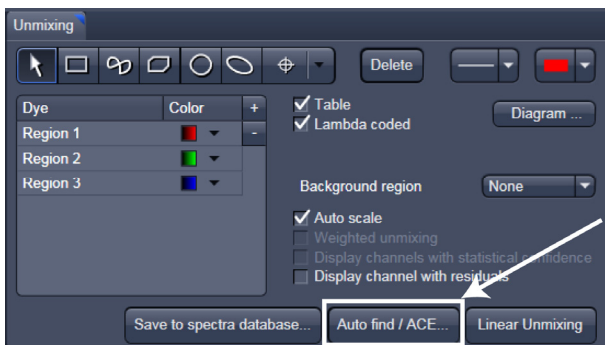 Unmixing
Delete
Dye Color +
Region 1 -
Region 2
Region 3
Table
Lambda coded
Diagram ...
Background region None
Auto scale
Weighted unmixing
Display channels with statistical confidence
Display channel with residuals
Save to spectra database... Auto find / ACE... Linear Unmixing